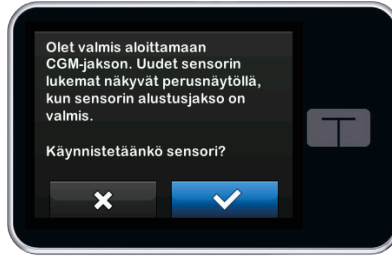 Olet valmis aloittamaan
CGM-jakson. Uudet sensorin
lukemat näkyvät perusnäytöllä,
kun sensorin alustusjakso on
valmis.
Käynnistetäänkö sensori?